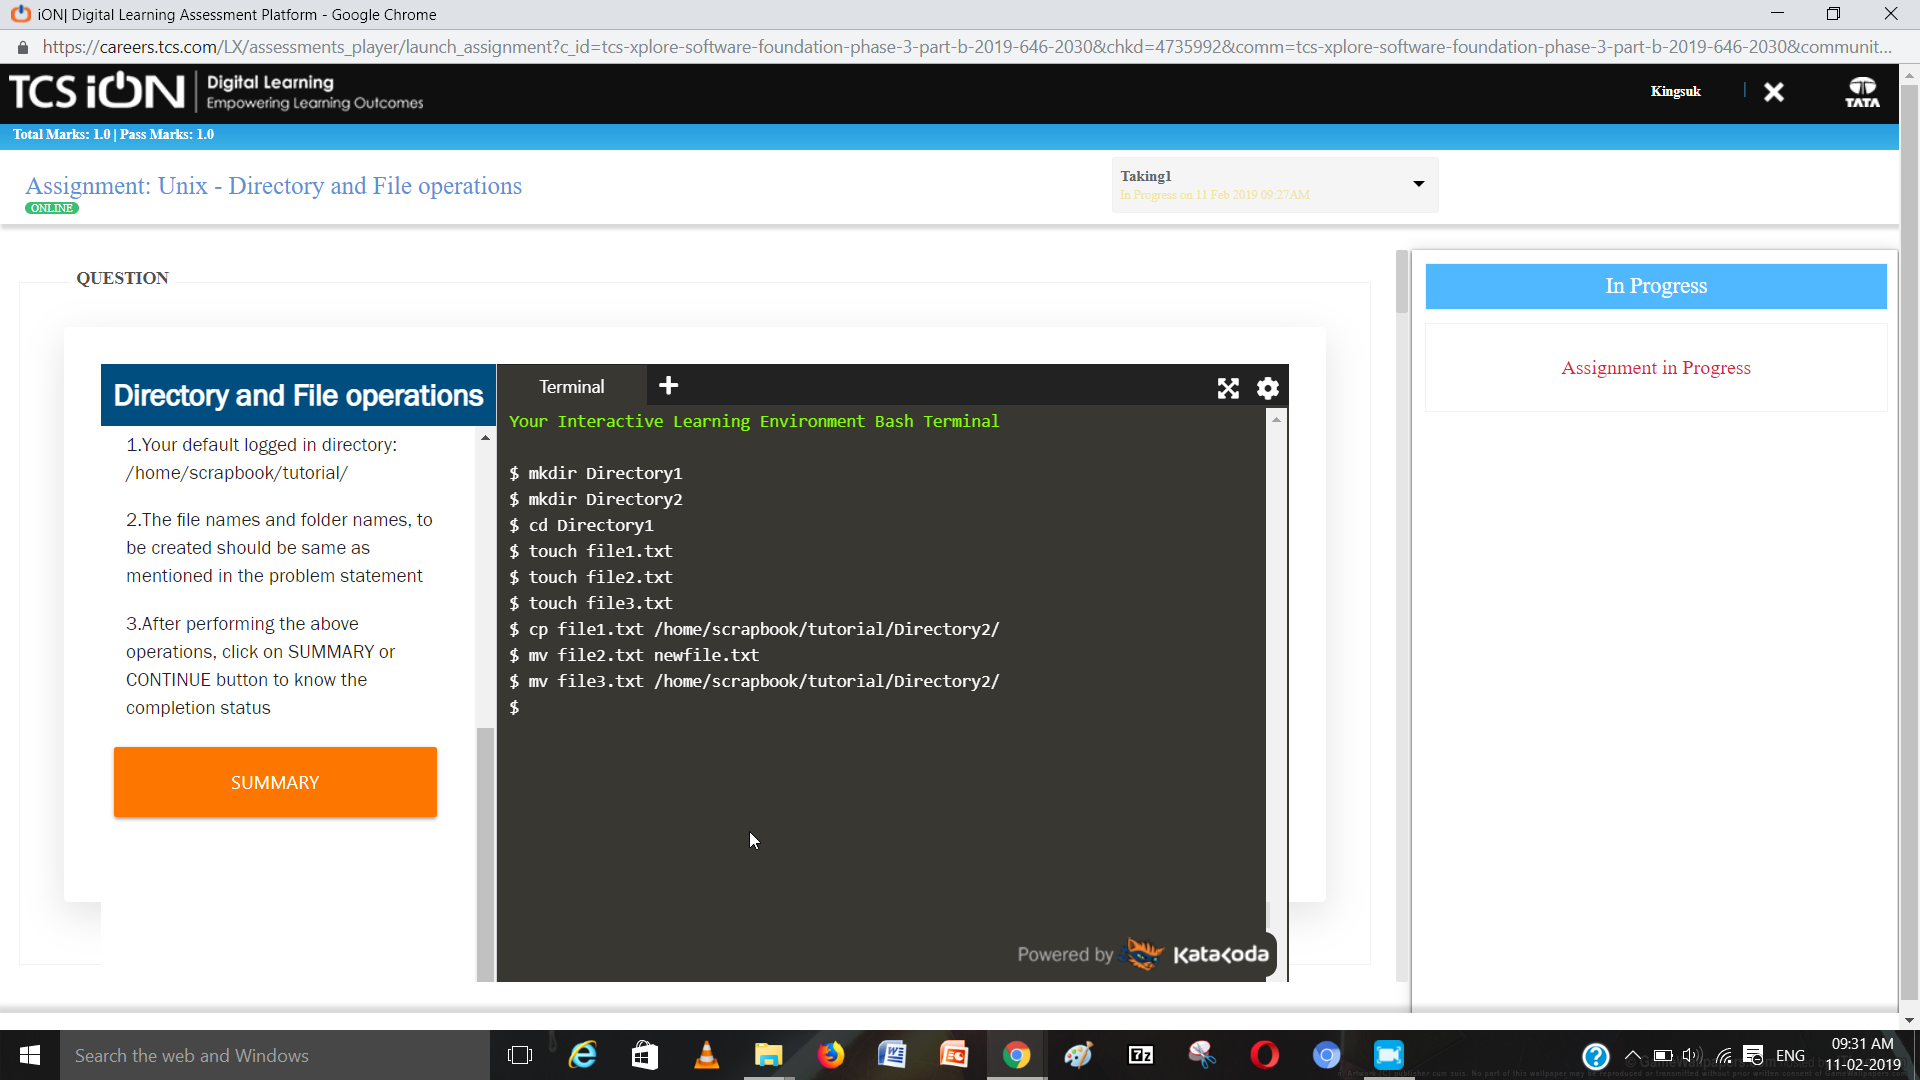 iON| Digital Learning Assessment Platform - Google Chrome
https://careers.tcs.com/LX/assessments_player/launch_assignment?c_id=tcs-xplore-software-foundation-phase-3-part-b-2019-646-2030&chkd=4735992&comm=tcs-xplore-software-foundation-phase-3-part-b-2019-646-2030&communit...
TCS iON | Digital Learning
Empowering Learning Outcomes
Kingsuk
TATA
Total Marks: 1.0 | Pass Marks: 1.0
Assignment: Unix - Directory and File operations
ONLINE
Taking1
In Progress on 11 Feb 2019 09:27AM
QUESTION
In Progress
Assignment in Progress
Directory and File operations
1.Your default logged in directory:
/home/scrapbook/tutorial/
2.The file names and folder names, to
be created should be same as
mentioned in the problem statement
3.After performing the above
operations, click on SUMMARY or
CONTINUE button to know the
completion status
SUMMARY
Terminal
Your Interactive Learning Environment Bash Terminal
$ mkdir Directory1
$ mkdir Directory2
$ cd Directory1
$ touch file1.txt
$ touch file2.txt
$ touch file3.txt
$ cp file1.txt /home/scrapbook/tutorial/Directory2/
$ mv file2.txt newfile.txt
$ mv file3.txt /home/scrapbook/tutorial/Directory2/
$
Powered by Katacoda
Search the web and Windows
ENG
09:31 AM
11-02-2019